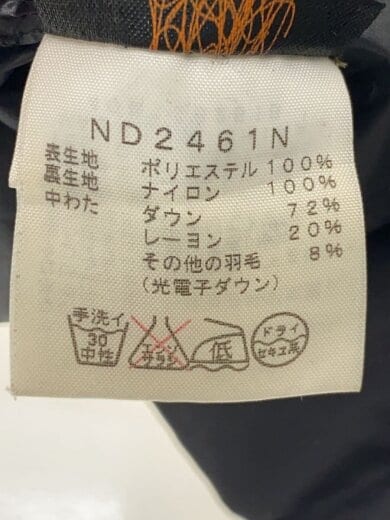 ND2461N
表生地 ポリエステル 100%
裏生地 ナイロン 100%
中わた ダウン 72%
レーヨン 20%
その他の羽毛 8%
(光電子ダウン)
手洗イ
30
中性
エンソ
サラシ
低
ドライ
セキユ系